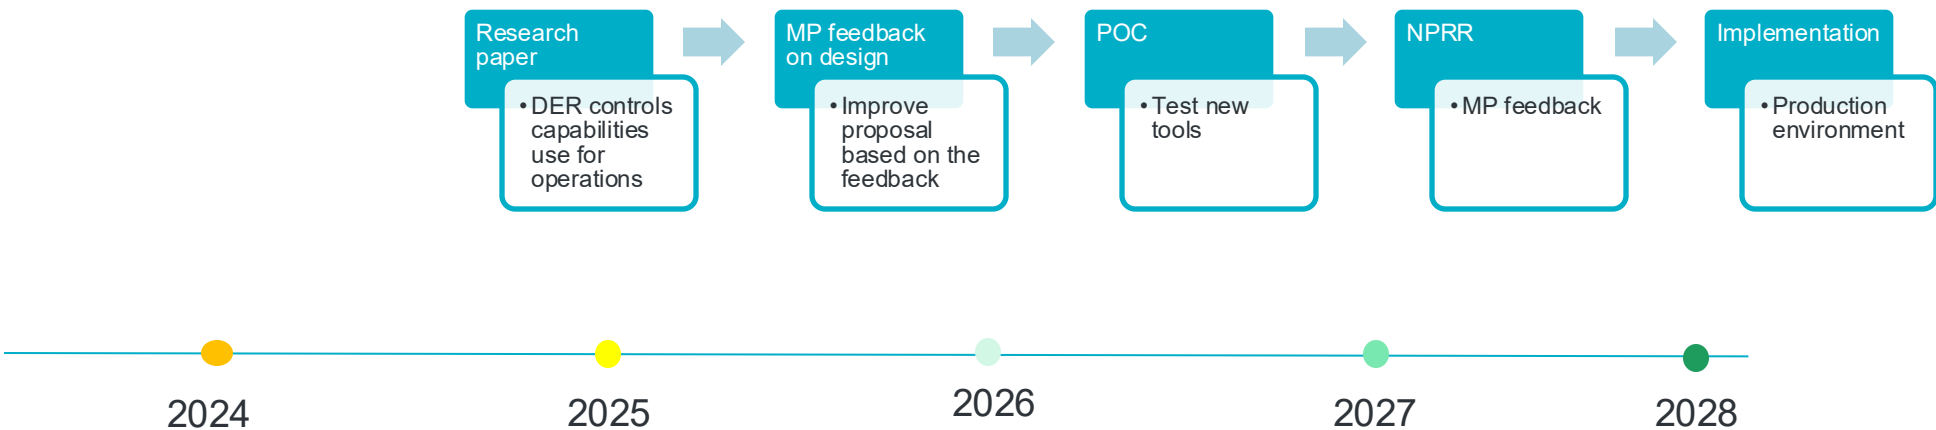 Research
paper
• DER controls
capabilities
use for
operations
MP feedback
on design
• Improve
proposal
based on the
feedback
POC
• Test new
tools
NPRR
• MP feedback
Implementation
• Production
environment
2024
2025
2026
2027
2028